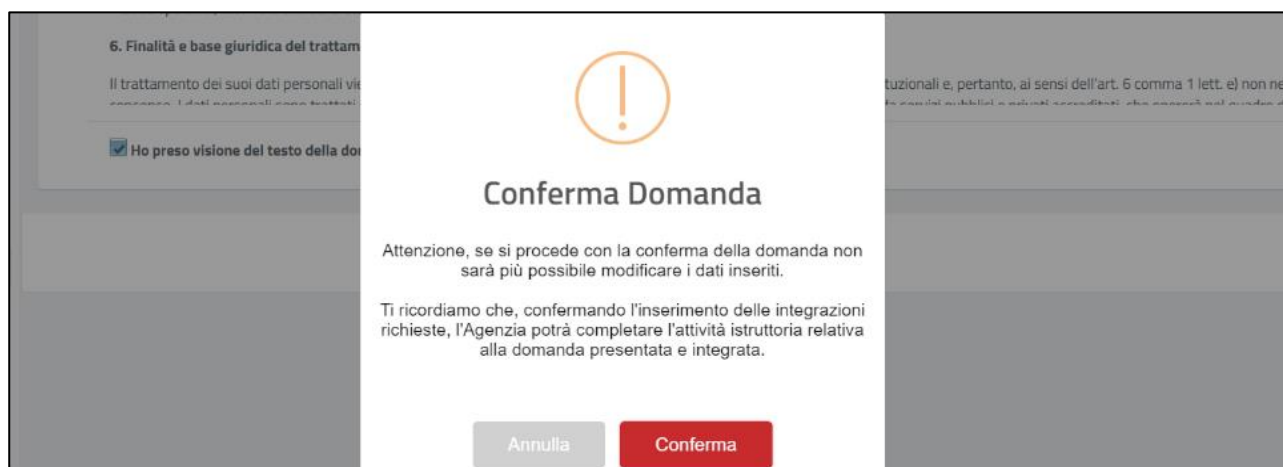 6. Finalità e base giuridica del trattam
Il trattamento dei suoi dati personali vie
tuzionali e, pertanto, ai sensi dell'art. 6 comma 1 lett. e) non ne
Ho preso visione del testo della do
Conferma Domanda
Attenzione, se si procede con la conferma della domanda non
sarà più possibile modificare i dati inseriti.
Ti ricordiamo che, confermando l'inserimento delle integrazioni
richieste, l'Agenzia potrà completare l'attività istruttoria relativa
alla domanda presentata e integrata.
Annulla
Conferma